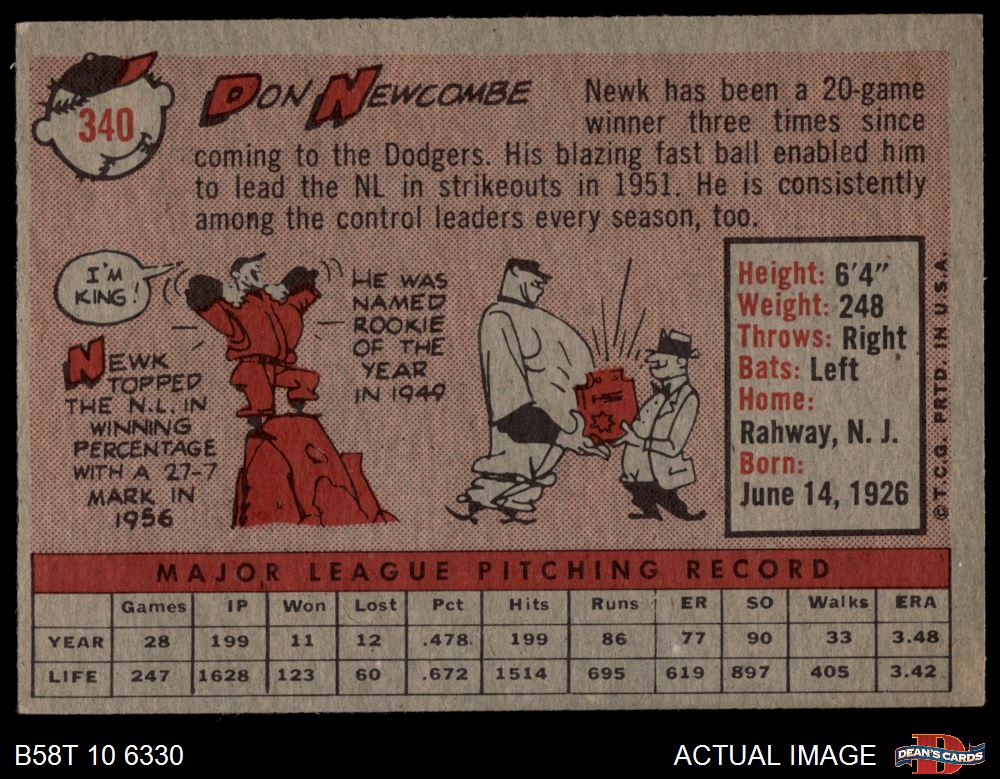 340
DON NEWCOMBE
Newk has been a 20-game
winner three times since
coming to the Dodgers. His blazing fast ball enabled him
to lead the NL in strikeouts in 1951. He is consistently
among the control leaders every season, too.
I'M
KING!
NEWK
TOPPED
THE N.L. IN
WINNING
PERCENTAGE
WITH A 27-7
MARK IN
1956
HE WAS
NAMED
ROOKIE
OF THE
YEAR
IN 1949
Height: 6'4"
Weight: 248
Throws: Right
Bats: Left
Home:
Rahway, N. J.
Born:
June 14, 1926
© T.C.G. PRTD. IN U.S.A.
MAJOR LEAGUE PITCHING RECORD
Games IP Won Lost Pct Hits Runs ER SO Walks ERA
YEAR 28 199 11 12 .478 199 86 77 90 33 3.48
LIFE 247 1628 123 60 .672 1514 695 619 897 405 3.42
B58T 10 6330
ACTUAL IMAGE
DEAN'S CARDS